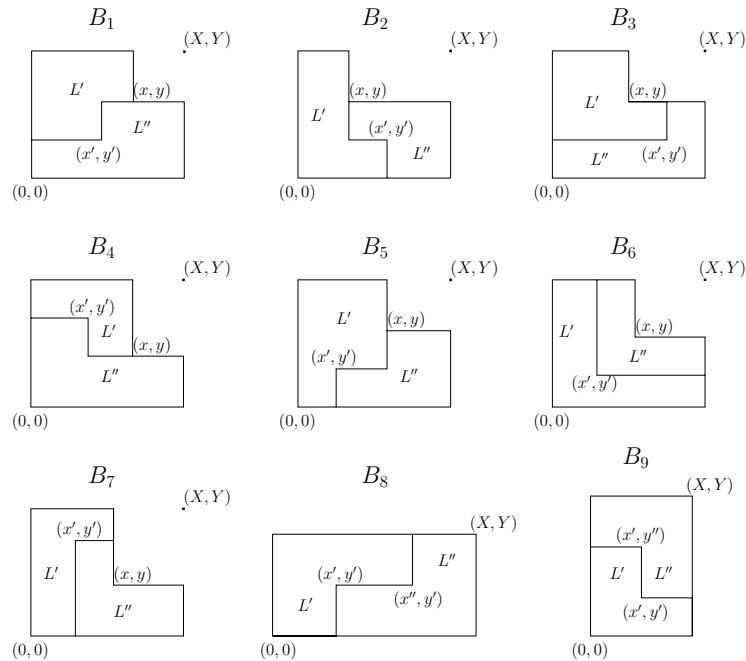 B₁
B₂
B₃
(X, Y)
(X, Y)
(X, Y)
L′
(x, y)
L″
(x′, y′)
(0, 0)
L′
(x, y)
(x′, y′)
L″
(0, 0)
L′
(x, y)
L″
(x′, y′)
(0, 0)
B₄
B₅
B₆
(X, Y)
(X, Y)
(X, Y)
(x′, y′)
L′
(x, y)
L″
(0, 0)
L′
(x, y)
(x′, y′)
L″
(0, 0)
L′
(x, y)
L″
(x′, y′)
(0, 0)
B₇
B₈
B₉
(X, Y)
(X, Y)
(X, Y)
(x′, y′)
L′
(x, y)
L″
(0, 0)
L″
(x′, y′)
(x″, y′)
L′
(0, 0)
(x′, y″)
L′
L″
(x′, y′)
(0, 0)